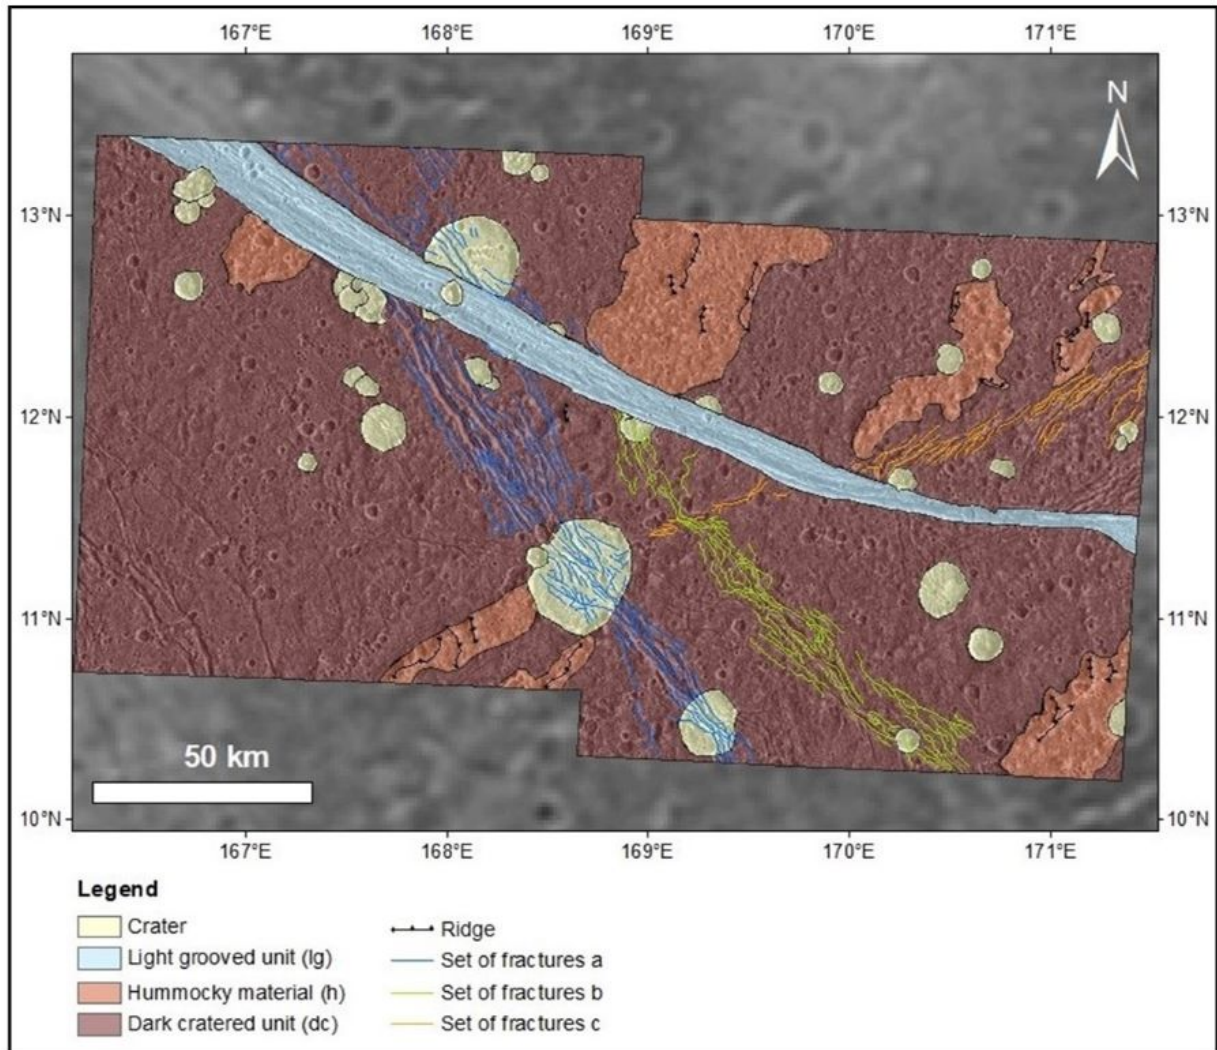 167°E 168°E 169°E 170°E 171°E
N
13°N 13°N
12°N 12°N
11°N 11°N
50 km
10°N 10°N
167°E 168°E 169°E 170°E 171°E
Legend
Crater
Light grooved unit (lg)
Hummocky material (h)
Dark cratered unit (dc)
Ridge
Set of fractures a
Set of fractures b
Set of fractures c